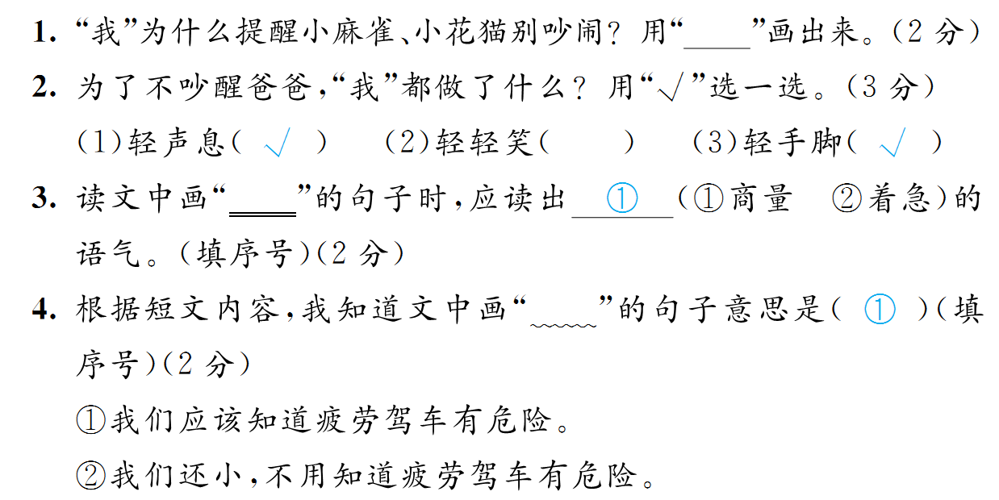 1. “我”为什么提醒小麻雀、小花猫别吵闹？用“____”画出来。(2分)
2. 为了不吵醒爸爸，“我”都做了什么？用“√”选一选。(3分)
(1)轻声息( √ ) (2)轻轻笑( ) (3)轻手脚( √ )
3. 读文中画“____”的句子时，应读出 ① (①商量 ②着急)的
语气。(填序号)(2分)
4. 根据短文内容，我知道文中画“﹏﹏”的句子意思是( ① )(填
序号)(2分)
①我们应该知道疲劳驾车有危险。
②我们还小，不用知道疲劳驾车有危险。